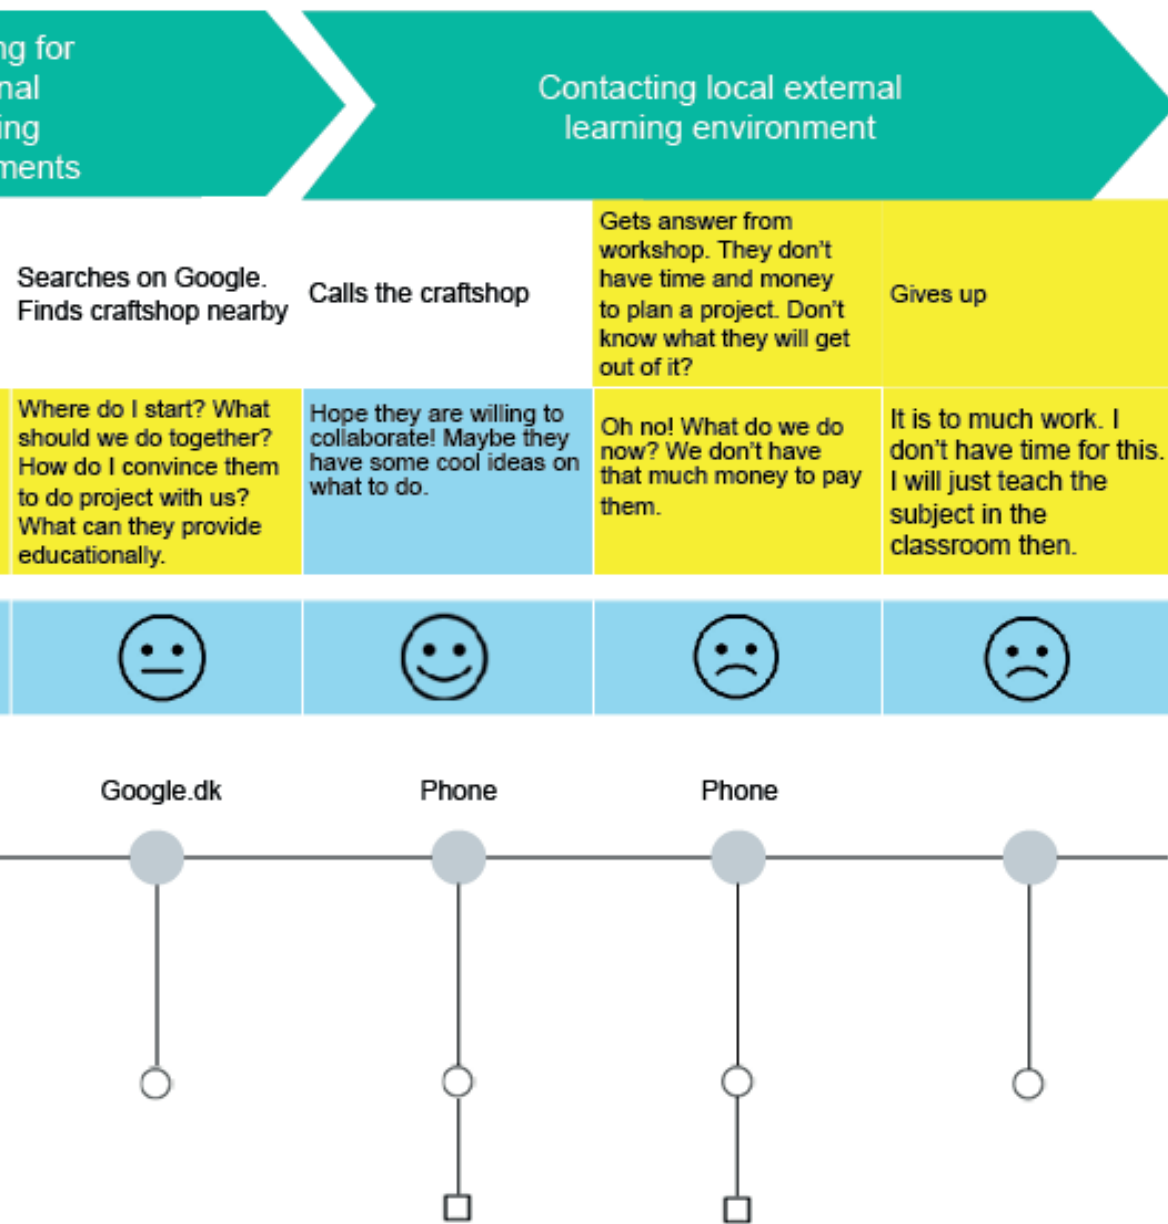 ng for
nal
ing
ments
Contacting local external
learning environment
Searches on Google.
Finds craftshop nearby
Calls the craftshop
Gets answer from
workshop. They don't
have time and money
to plan a project. Don't
know what they will get
out of it?
Gives up
Where do I start? What
should we do together?
How do I convince them
to do project with us?
What can they provide
educationally.
Hope they are willing to
collaborate! Maybe they
have some cool ideas on
what to do.
Oh no! What do we do
now? We don't have
that much money to pay
them.
It is to much work. I
don't have time for this.
I will just teach the
subject in the
classroom then.
Google.dk
Phone
Phone